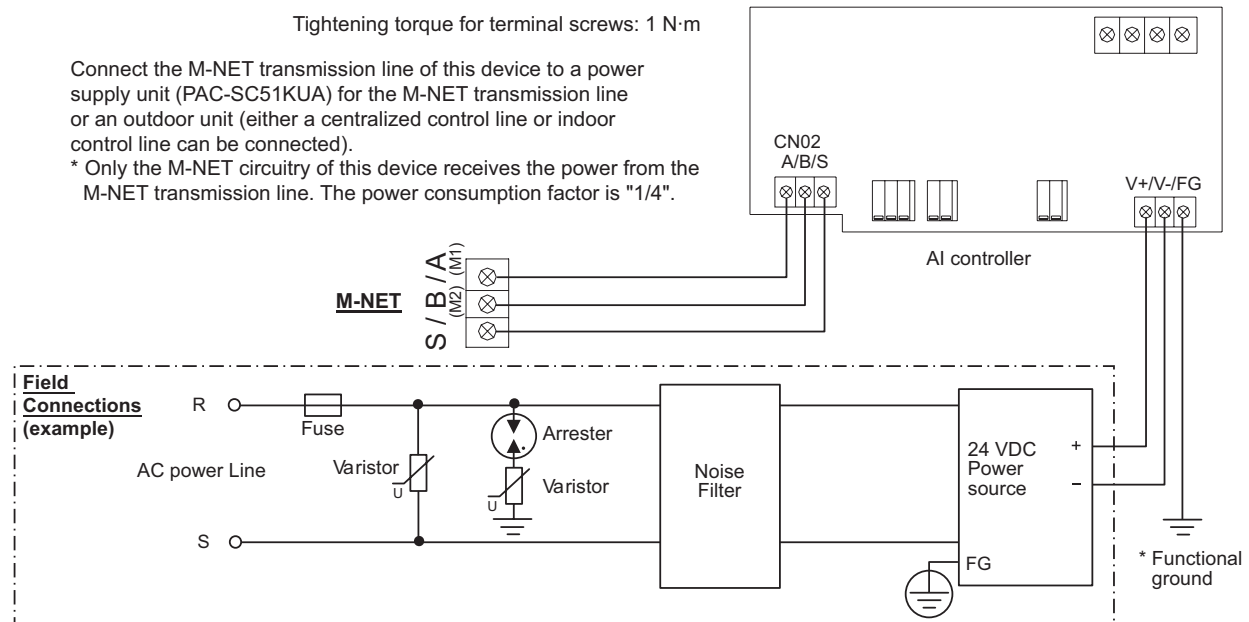 Tightening torque for terminal screws: 1 N·m
Connect the M-NET transmission line of this device to a power
supply unit (PAC-SC51KUA) for the M-NET transmission line
or an outdoor unit (either a centralized control line or indoor
control line can be connected).
* Only the M-NET circuitry of this device receives the power from the
M-NET transmission line. The power consumption factor is "1/4".
CN02
A/B/S
V+/V-/FG
AI controller
M-NET
S / B / A
(M2) (M1)
Field
Connections
(example)
R
Fuse
Arrester
AC power Line
Varistor
U
Varistor
U
Noise
Filter
24 VDC
Power
source
+
−
S
FG
* Functional
ground